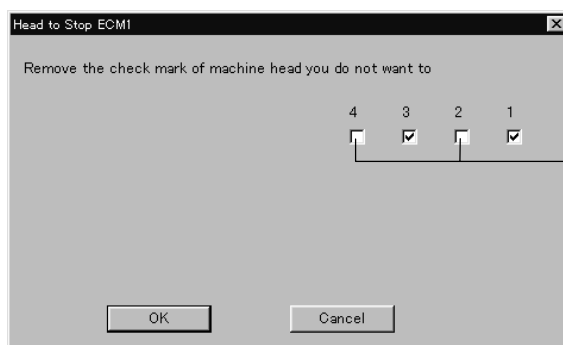 Head to Stop ECM1
Remove the check mark of machine head you do not want to
4 3 2 1
OK Cancel